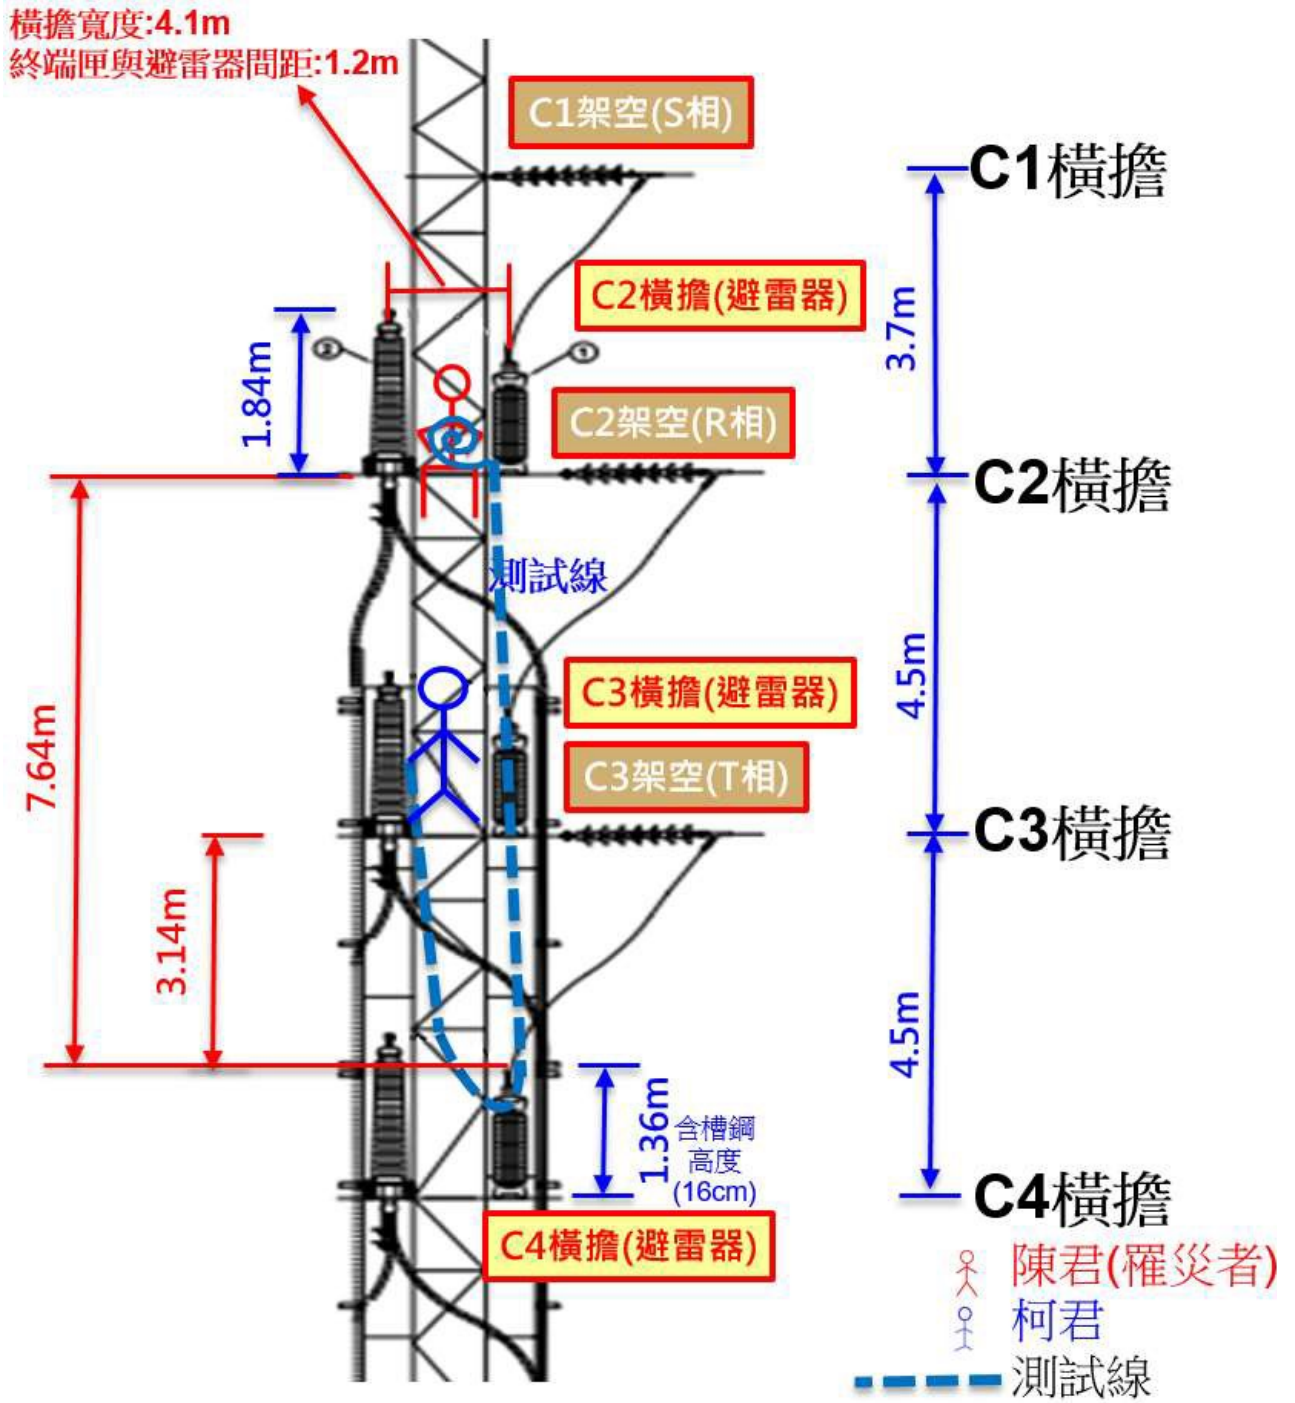 橫擔寬度:4.1m
終端匣與避雷器間距:1.2m
C1架空(S相)
C1橫擔
C2橫擔(避雷器)
3.7m
1.84m
②
①
C2架空(R相)
C2橫擔
測試線
4.5m
C3橫擔(避雷器)
7.64m
C3架空(T相)
C3橫擔
3.14m
4.5m
1.36m
含槽鋼
高度
(16cm)
C4橫擔
C4橫擔(避雷器)
陳君(罹災者)
柯君
測試線